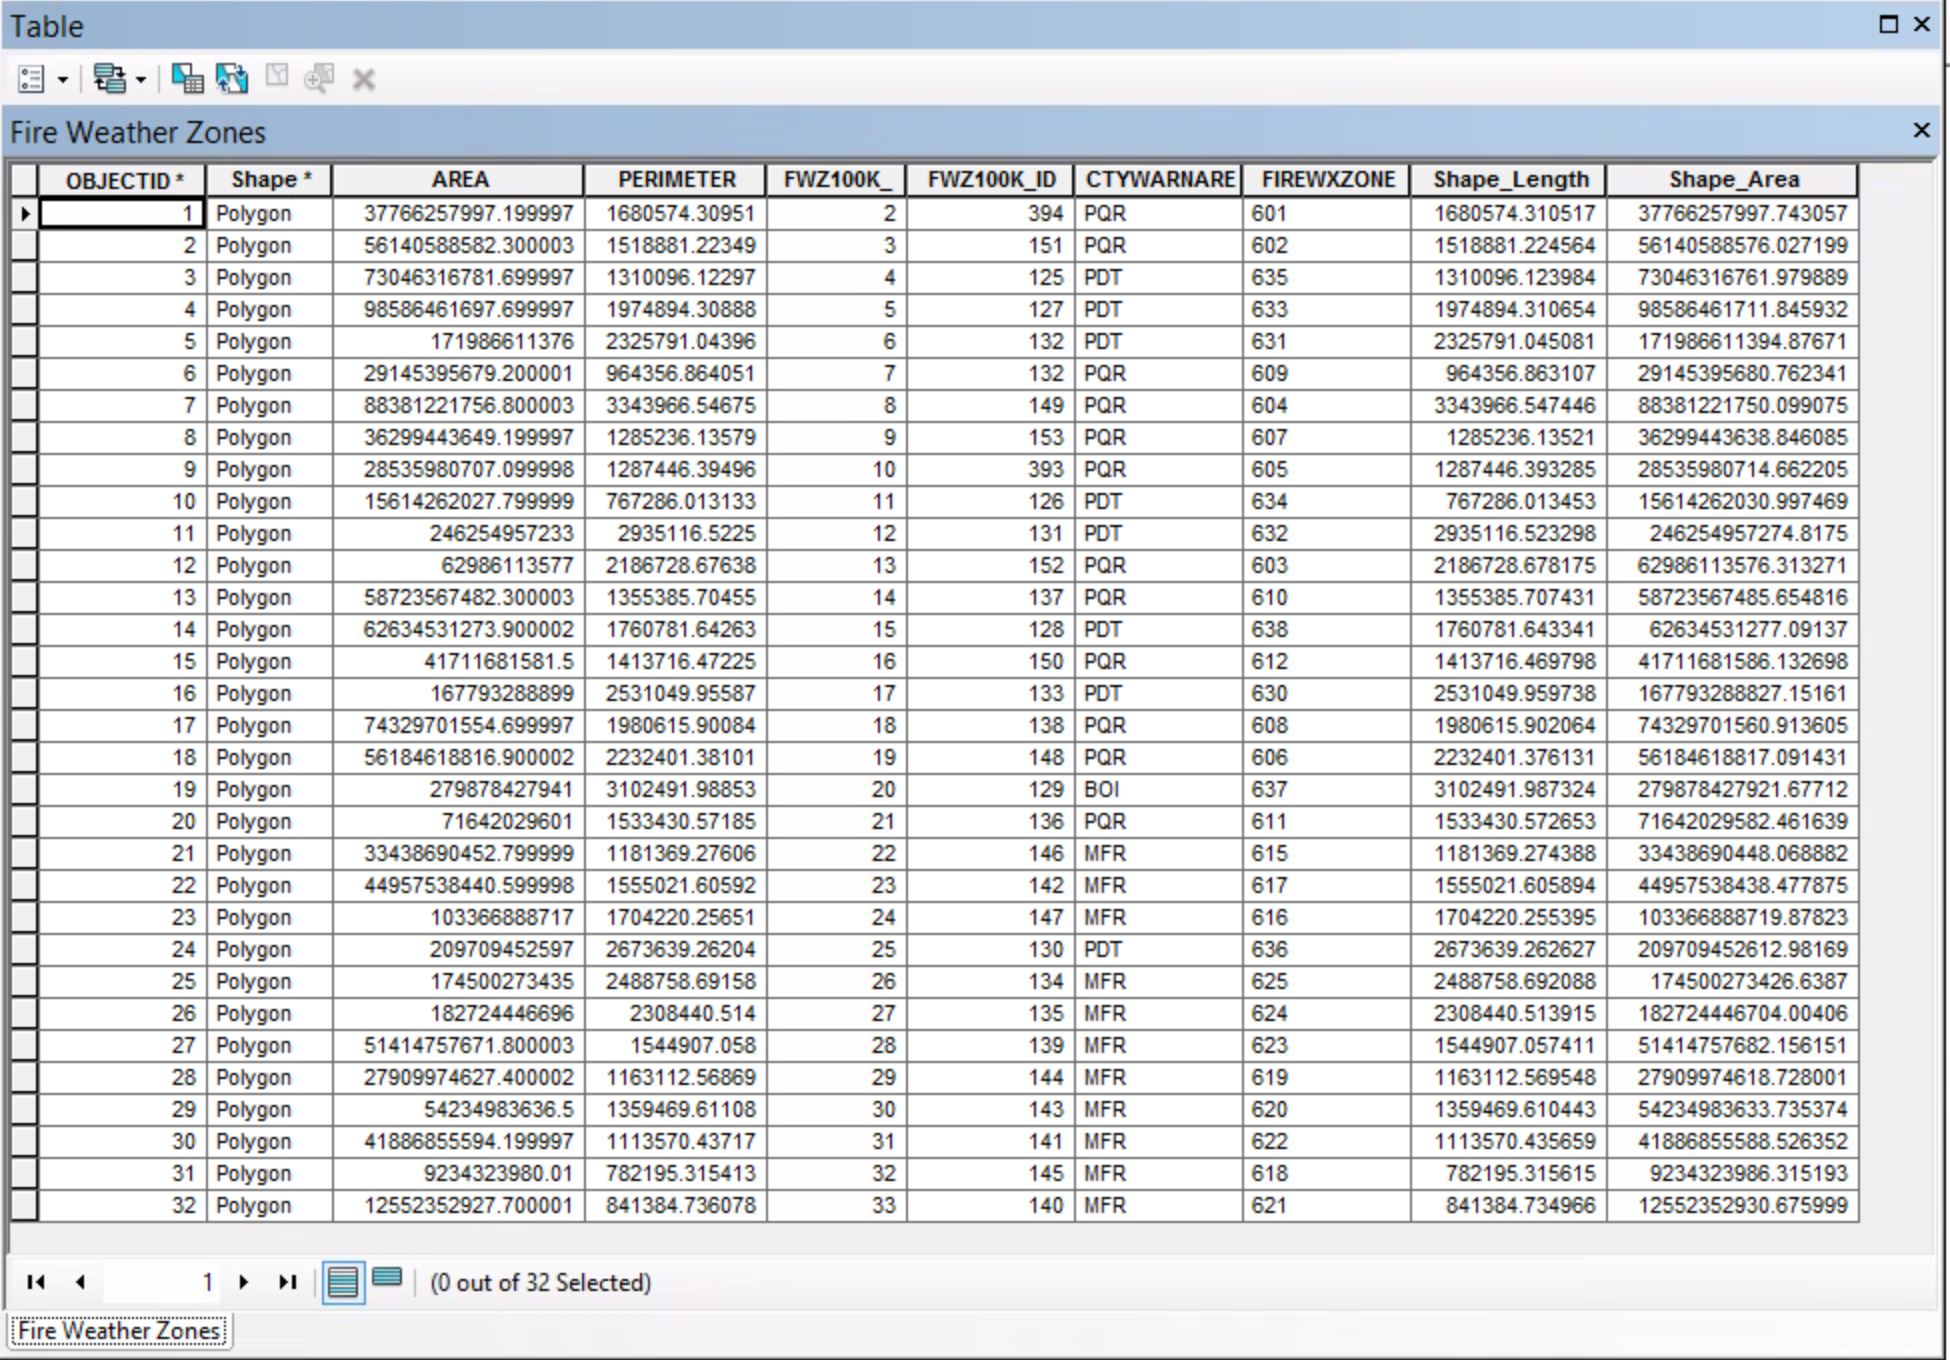 Table
Fire Weather Zones
OBJECTID * Shape * AREA PERIMETER FWZ100K_ FWZ100K_ID CTYWARNARE FIREWXZONE Shape_Length Shape_Area
1 Polygon 37766257997.199997 1680574.30951 2 394 PQR 601 1680574.310517 37766257997.743057
2 Polygon 56140588582.300003 1518881.22349 3 151 PQR 602 1518881.224564 56140588576.027199
3 Polygon 73046316781.699997 1310096.12297 4 125 PDT 635 1310096.123984 73046316761.979889
4 Polygon 98586461697.699997 1974894.30888 5 127 PDT 633 1974894.310654 98586461711.845932
5 Polygon 171986611376 2325791.04396 6 132 PDT 631 2325791.045081 171986611394.87671
6 Polygon 29145395679.200001 964356.864051 7 132 PQR 609 964356.863107 29145395680.762341
7 Polygon 88381221756.800003 3343966.54675 8 149 PQR 604 3343966.547446 88381221750.099075
8 Polygon 36299443649.199997 1285236.13579 9 153 PQR 607 1285236.13521 36299443638.846085
9 Polygon 28535980707.099998 1287446.39496 10 393 PQR 605 1287446.393285 28535980714.662205
10 Polygon 15614262027.799999 767286.013133 11 126 PDT 634 767286.013453 15614262030.997469
11 Polygon 246254957233 2935116.5225 12 131 PDT 632 2935116.523298 246254957274.8175
12 Polygon 62986113577 2186728.67638 13 152 PQR 603 2186728.678175 62986113576.313271
13 Polygon 58723567482.300003 1355385.70455 14 137 PQR 610 1355385.707431 58723567485.654816
14 Polygon 62634531273.900002 1760781.64263 15 128 PDT 638 1760781.643341 62634531277.09137
15 Polygon 41711681581.5 1413716.47225 16 150 PQR 612 1413716.469798 41711681586.132698
16 Polygon 167793288899 2531049.95587 17 133 PDT 630 2531049.959738 167793288827.15161
17 Polygon 74329701554.699997 1980615.90084 18 138 PQR 608 1980615.902064 74329701560.913605
18 Polygon 56184618816.900002 2232401.38101 19 148 PQR 606 2232401.376131 56184618817.091431
19 Polygon 279878427941 3102491.98853 20 129 BOI 637 3102491.987324 279878427921.67712
20 Polygon 71642029601 1533430.57185 21 136 PQR 611 1533430.572653 71642029582.461639
21 Polygon 33438690452.799999 1181369.27606 22 146 MFR 615 1181369.274388 33438690448.068882
22 Polygon 44957538440.599998 1555021.60592 23 142 MFR 617 1555021.605894 44957538438.477875
23 Polygon 103366888717 1704220.25651 24 147 MFR 616 1704220.255395 103366888719.87823
24 Polygon 209709452597 2673639.26204 25 130 PDT 636 2673639.262627 209709452612.98169
25 Polygon 174500273435 2488758.69158 26 134 MFR 625 2488758.692088 174500273426.6387
26 Polygon 182724446696 2308440.514 27 135 MFR 624 2308440.513915 182724446704.00406
27 Polygon 51414757671.800003 1544907.058 28 139 MFR 623 1544907.057411 51414757682.156151
28 Polygon 27909974627.400002 1163112.56869 29 144 MFR 619 1163112.569548 27909974618.728001
29 Polygon 54234983636.5 1359469.61108 30 143 MFR 620 1359469.610443 54234983633.735374
30 Polygon 41886855594.199997 1113570.43717 31 141 MFR 622 1113570.435659 41886855588.526352
31 Polygon 9234323980.01 782195.315413 32 145 MFR 618 782195.315615 9234323986.315193
32 Polygon 12552352927.700001 841384.736078 33 140 MFR 621 841384.734966 12552352930.675999
1 (0 out of 32 Selected)
Fire Weather Zones